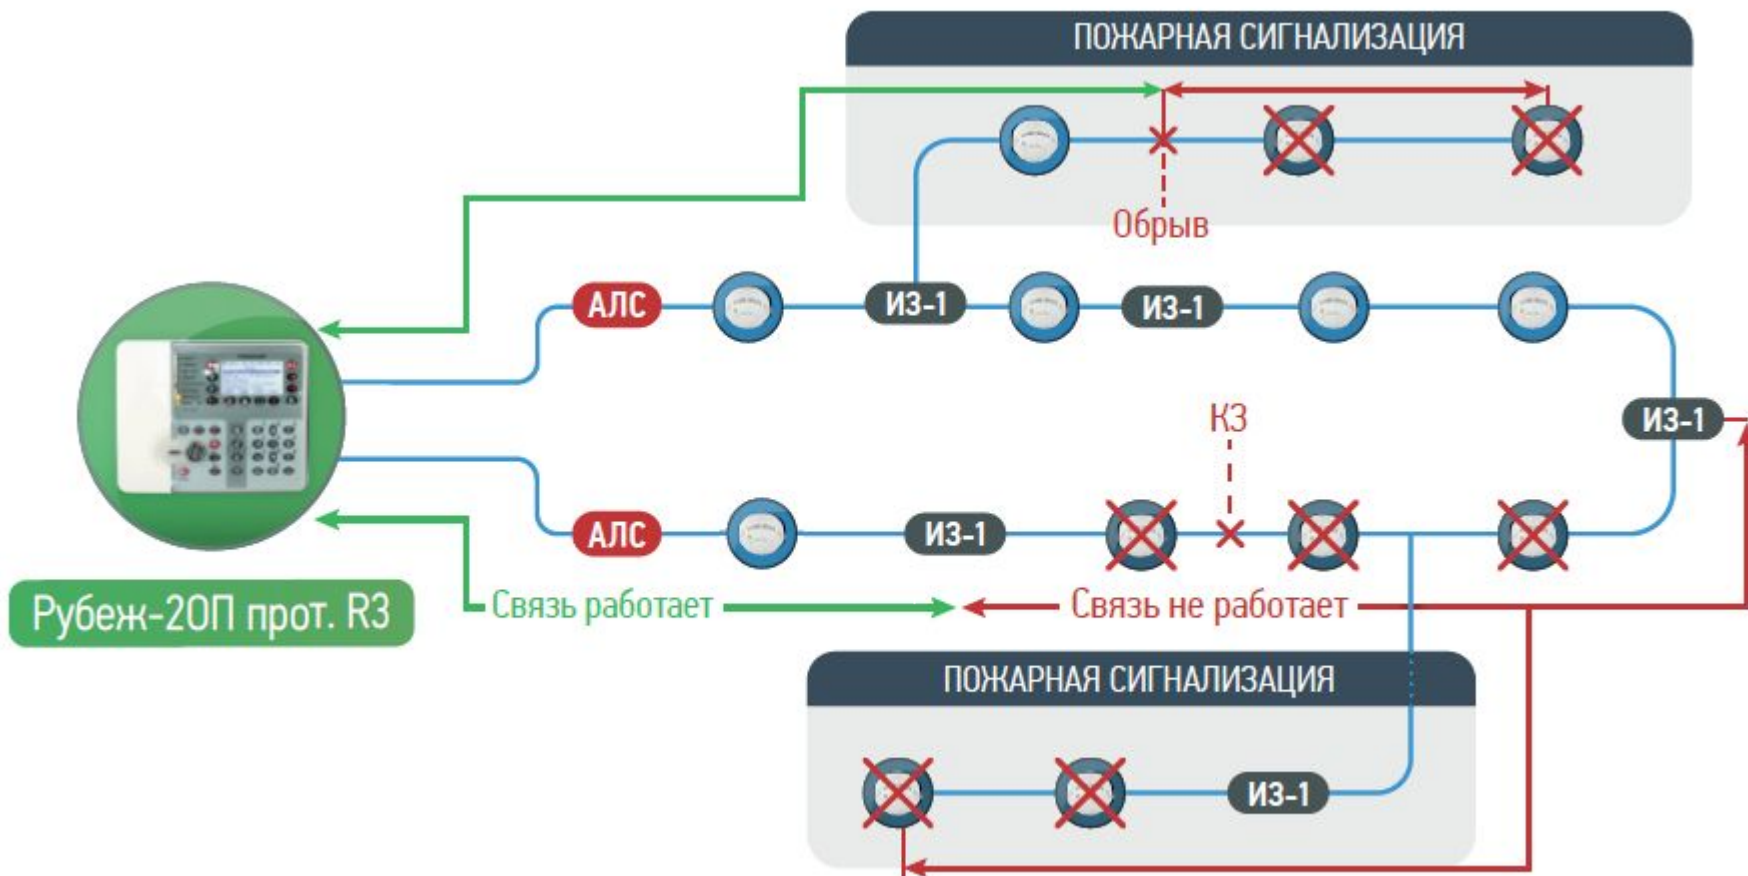 ПОЖАРНАЯ СИГНАЛИЗАЦИЯ
Обрыв
АЛС
ИЗ-1
ИЗ-1
КЗ
ИЗ-1
АЛС
ИЗ-1
Рубеж-2ОП прот. R3
Связь работает
Связь не работает
ПОЖАРНАЯ СИГНАЛИЗАЦИЯ
ИЗ-1